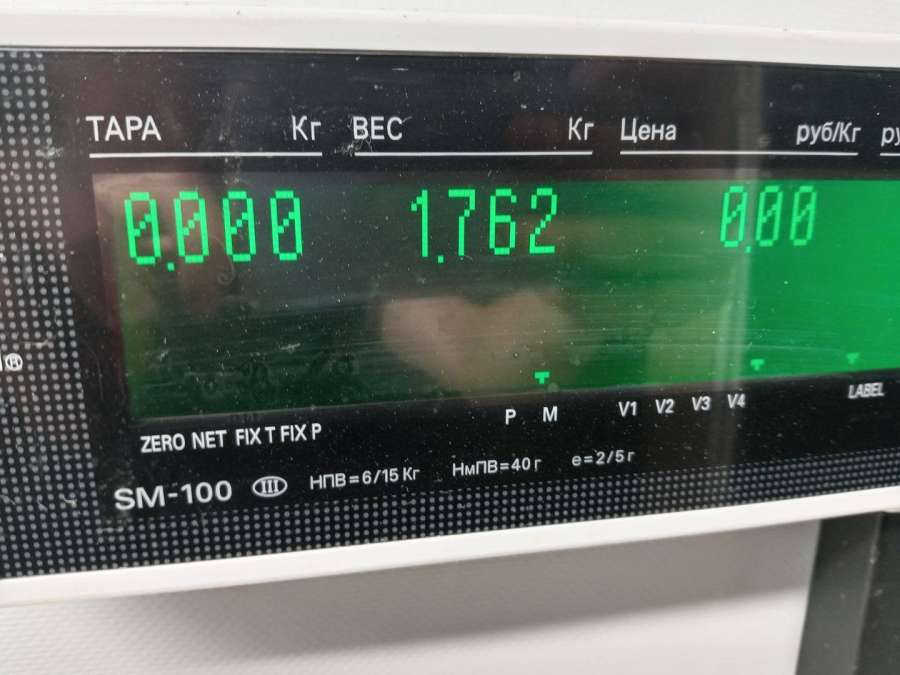 ТАРА Кг ВЕС Кг Цена руб/Кг
0.000 1.762 0.00
ZERO NET FIX T FIX P P M V1 V2 V3 V4 LABEL
SM-100 III НПВ=6/15 Кг НмПВ=40 г e=2/5 г